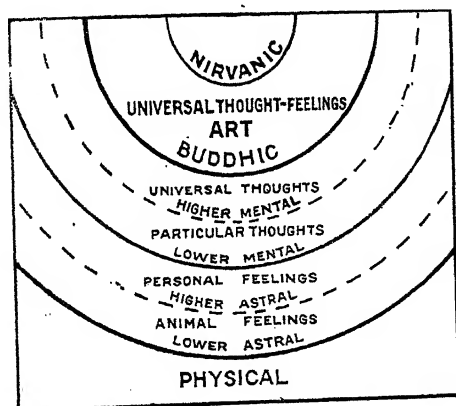 NIRVANIC
UNIVERSAL THOUGHT-FEELINGS
ART
BUDDHIC
UNIVERSAL THOUGHTS
HIGHER MENTAL
PARTICULAR THOUGHTS
LOWER MENTAL
PERSONAL FEELINGS
HIGHER ASTRAL
ANIMAL FEELINGS
LOWER ASTRAL
PHYSICAL